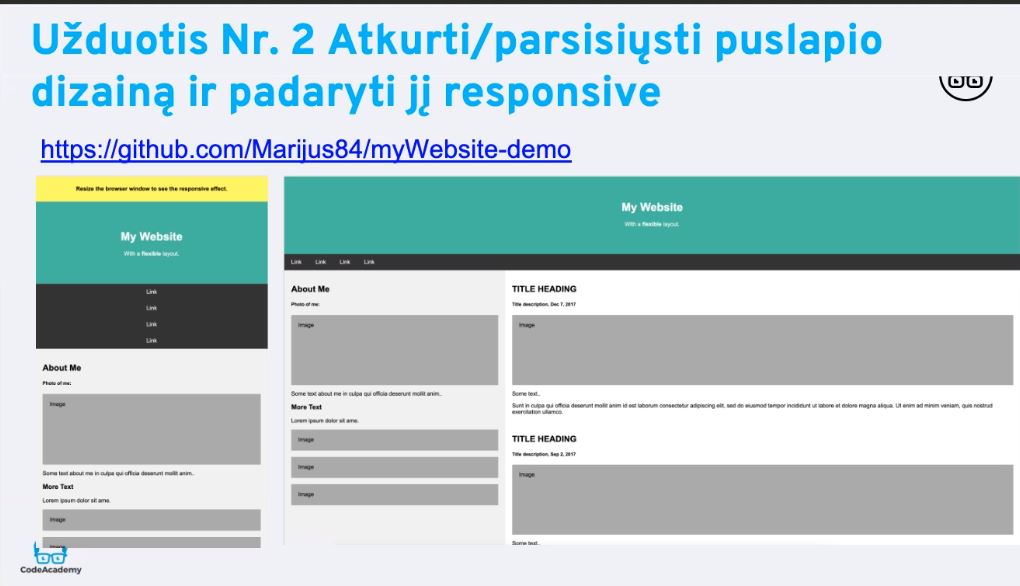 Užduotis Nr. 2 Atkurti/parsisiųsti puslapio
dizainą ir padaryti jį responsive
https://github.com/Marijus84/myWebsite-demo
Resize the browser window to see the responsive effect.
My Website
With a flexible layout.
Link
Link
Link
Link
About Me
Photo of me:
Image
Some text about me in culpa qui officia deserunt mollit anim..
More Text
Lorem ipsum dolor sit ame.
Image
Image
My Website
With a flexible layout.
Link Link Link Link
About Me
Photo of me:
Image
Some text about me in culpa qui officia deserunt mollit anim..
More Text
Lorem ipsum dolor sit ame.
Image
Image
Image
TITLE HEADING
Title description, Dec 7, 2017
Image
Some text..
Sunt in culpa qui officia deserunt mollit anim id est laborum consectetur adipiscing elit, sed do eiusmod tempor incididunt ut labore et dolore magna aliqua. Ut enim ad minim veniam, quis nostrud
exercitation ullamco.
TITLE HEADING
Title description, Sep 2, 2017
Image
Some text..
CodeAcademy